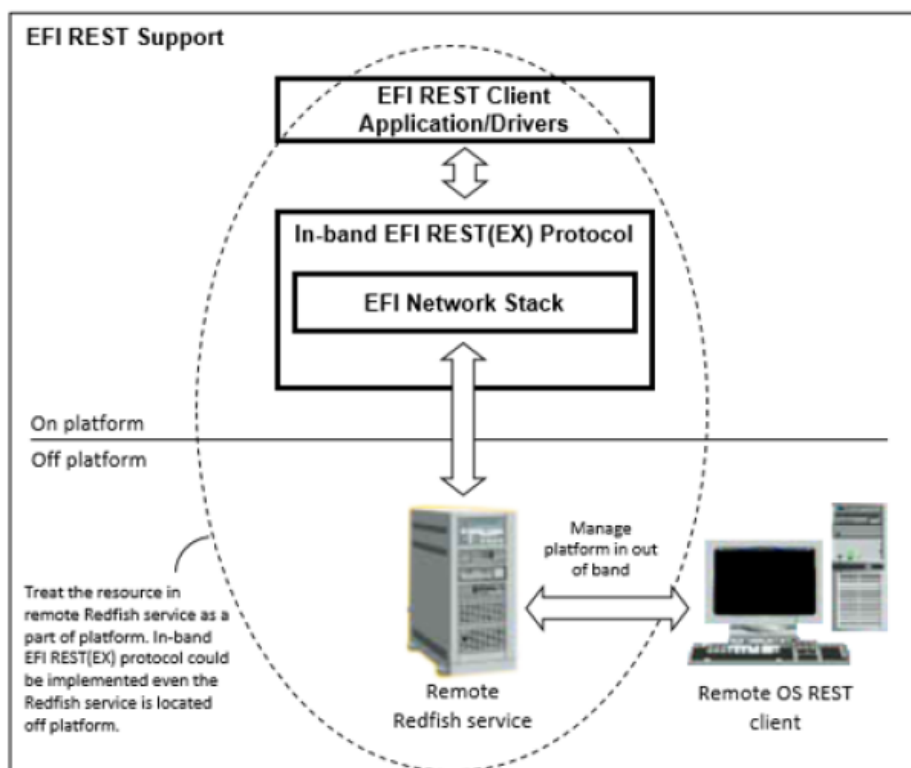 EFI REST Support
EFI REST Client
Application/Drivers
In-band EFI REST(EX) Protocol
EFI Network Stack
On platform
Off platform
Manage
platform in out
of band
Treat the resource in
remote Redfish service as a
part of platform. In-band
EFI REST(EX) protocol could
be implemented even the
Redfish service is located
off platform.
Remote
Redfish service
Remote OS REST
client